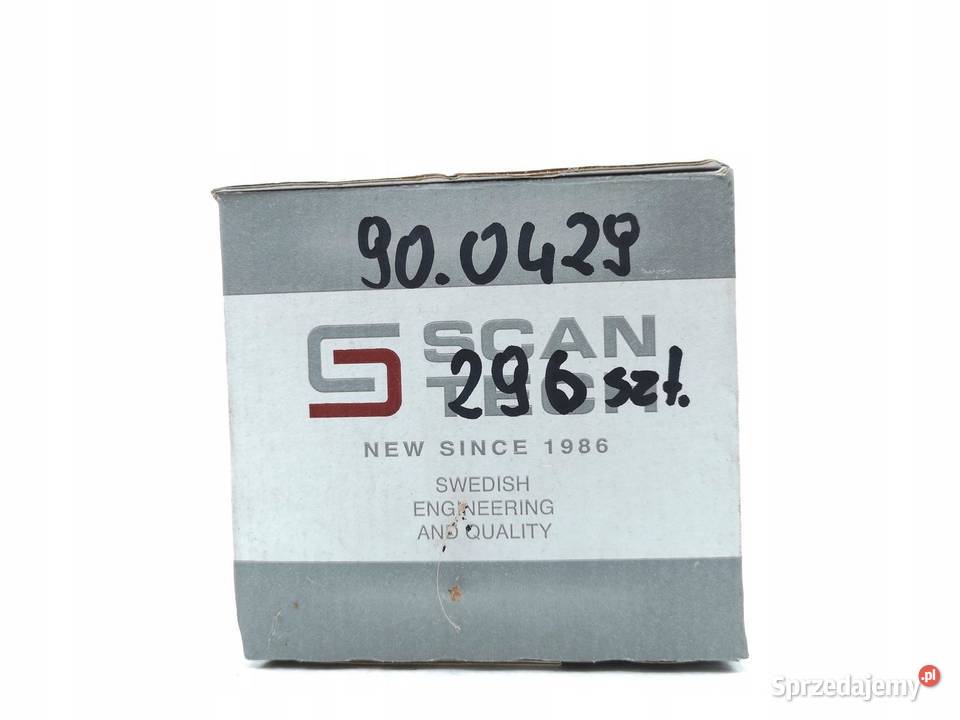 90.0429
SCAN
TECH
296 szt.
NEW SINCE 1986
SWEDISH
ENGINEERING
AND QUALITY
Sprzedajemy.pl